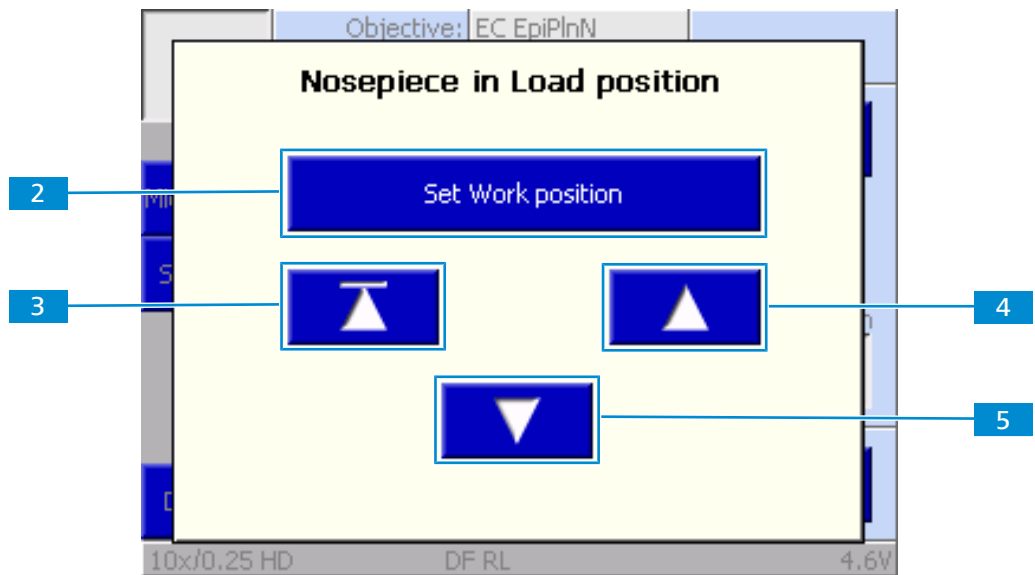 Objective: EC EpiPlnN
Nosepiece in Load position
2
Set Work position
3
4
5
10x/0.25 HD DF RL 4.6V